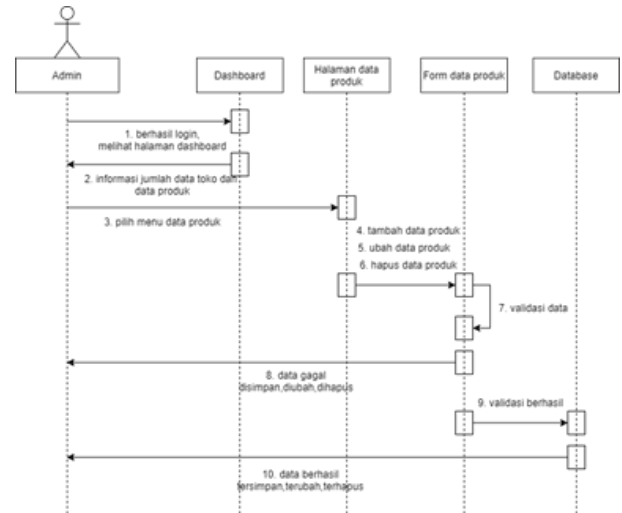 Admin
Dashboard
Halaman data
produk
Form data produk
Database
1. berhasil login,
melihat halaman dashboard
2. informasi jumlah data toko dan
data produk
3. pilih menu data produk
4. tambah data produk
5. ubah data produk
6. hapus data produk
7. validasi data
8. data gagal
disimpan,diubah,dihapus
9. validasi berhasil
10. data berhasil
tersimpan,terubah,terhapus